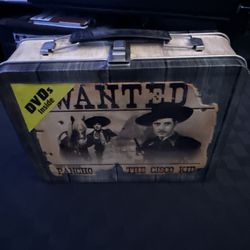 DVDs
Inside
WANTED
PANCHO
THE CISCO KID